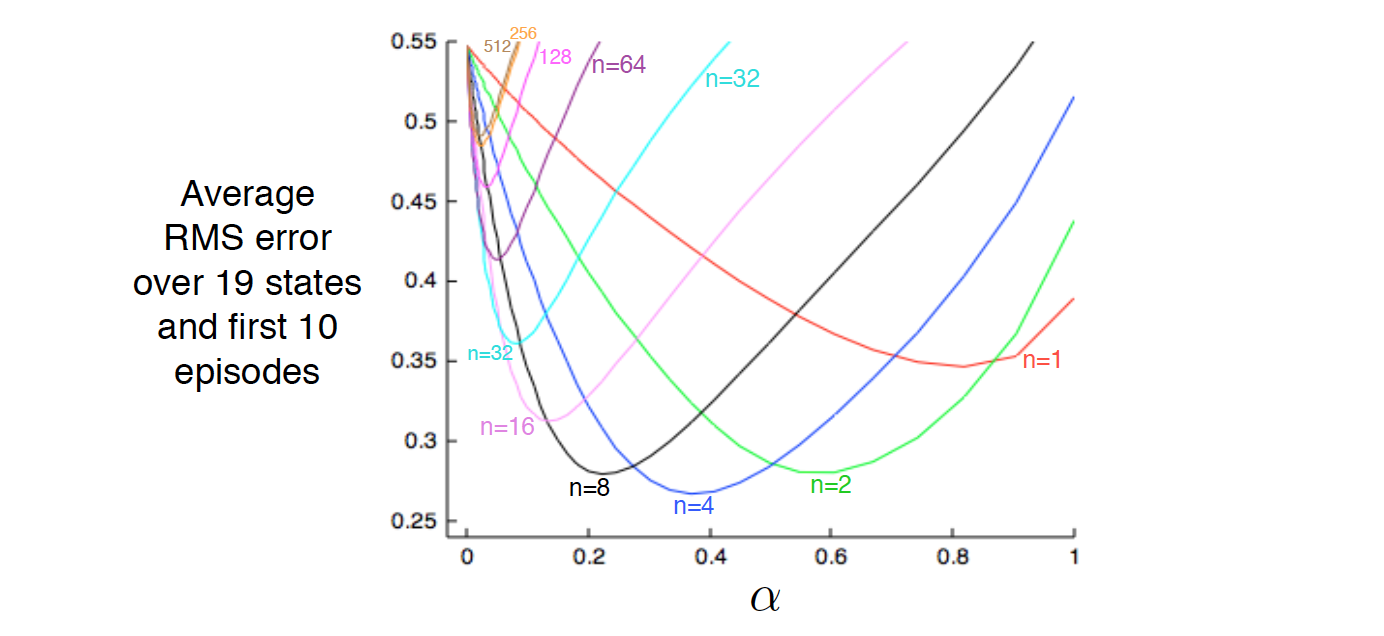 Average
RMS error
over 19 states
and first 10
episodes
0.55
0.5
0.45
0.4
0.35
0.3
0.25
512
256
128
n=64
n=32
n=32
n=16
n=8
n=4
n=2
n=1
0
0.2
0.4
0.6
0.8
1
α